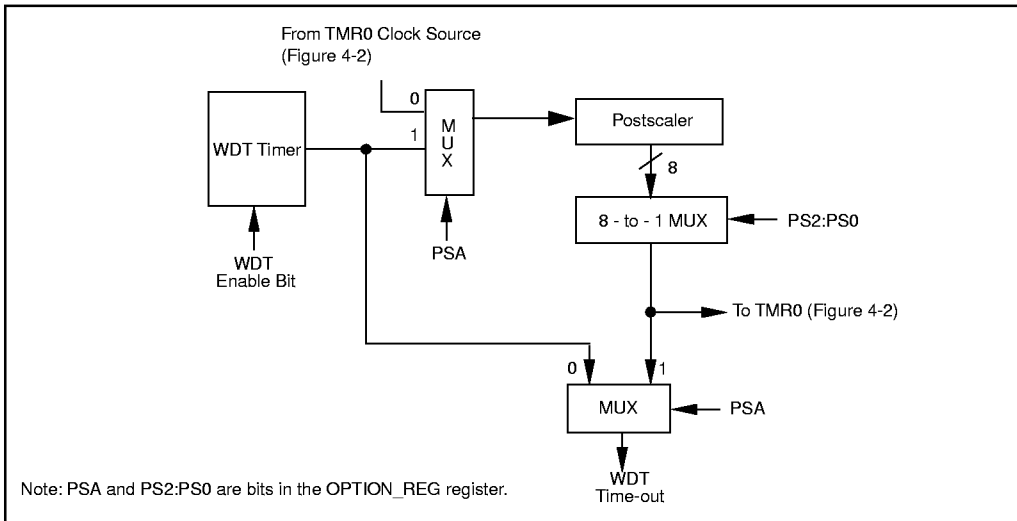 From TMR0 Clock Source
(Figure 4-2)
0
1
M
U
X
Postscaler
WDT Timer
8
8 - to - 1 MUX
PS2:PS0
PSA
WDT
Enable Bit
To TMR0 (Figure 4-2)
0
1
MUX
PSA
WDT
Time-out
Note: PSA and PS2:PS0 are bits in the OPTION_REG register.